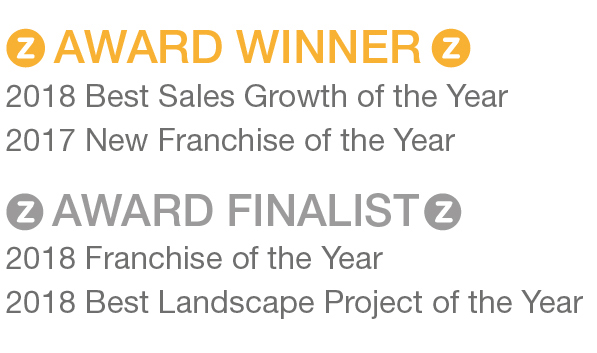 Z AWARD WINNER Z
2018 Best Sales Growth of the Year
2017 New Franchise of the Year
Z AWARD FINALIST Z
2018 Franchise of the Year
2018 Best Landscape Project of the Year